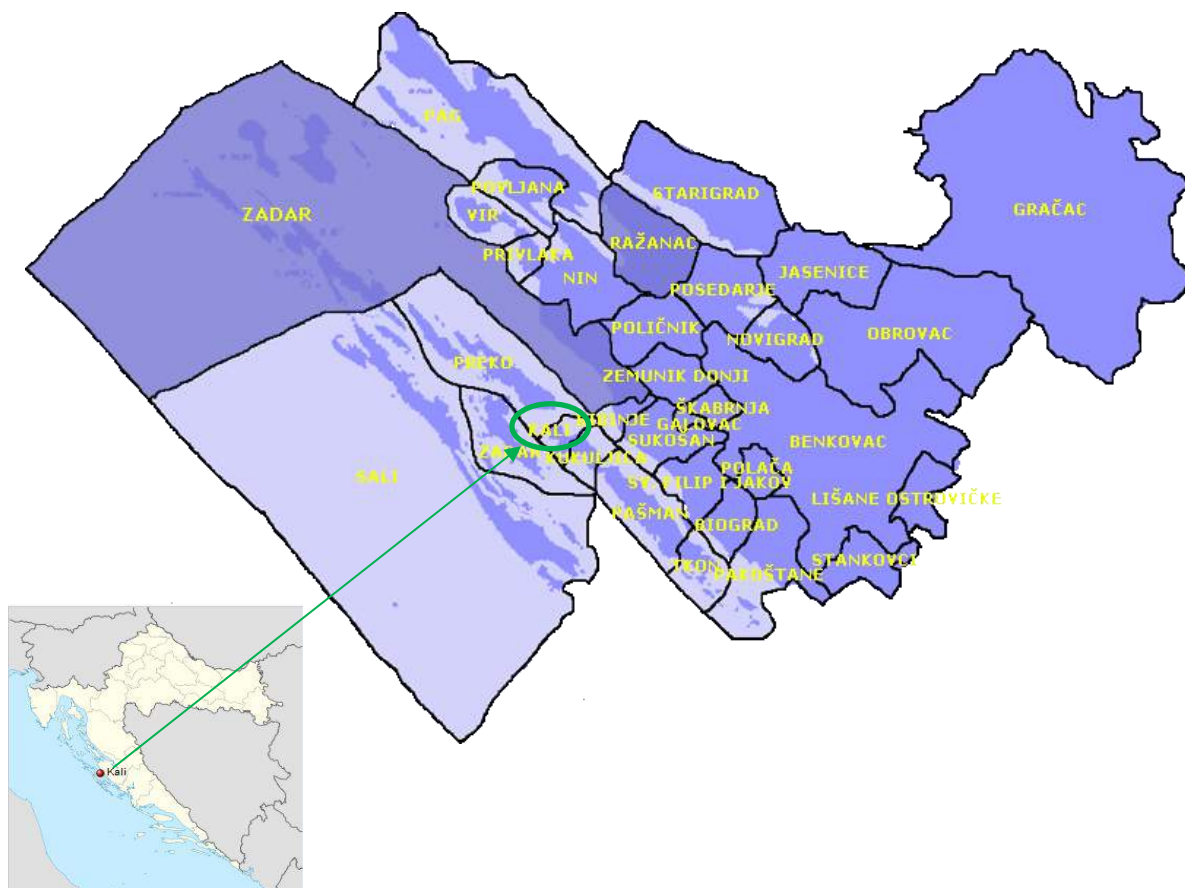 PAG
POVLJANA
VIR
STARIGRAD
ZADAR
GRAČAC
RAŽANAC
PRIVLAKA
NIN
JASENICE
POSEDARJE
POLIČNIK
NOVIGRAD
OBROVAC
PREKO
ZEMUNIK DONJI
ŠKABRNJA
BIBINJE
GALOVAC
KALI
SUKOŠAN
BENKOVAC
KUKULJICA
SALI
POLAČA
SV. FILIP I JAKOV
LIŠANE OSTROVIČKE
PAŠMAN
BIOGRAD
STANKOVCI
TKON
PAKOŠTANE
Kali